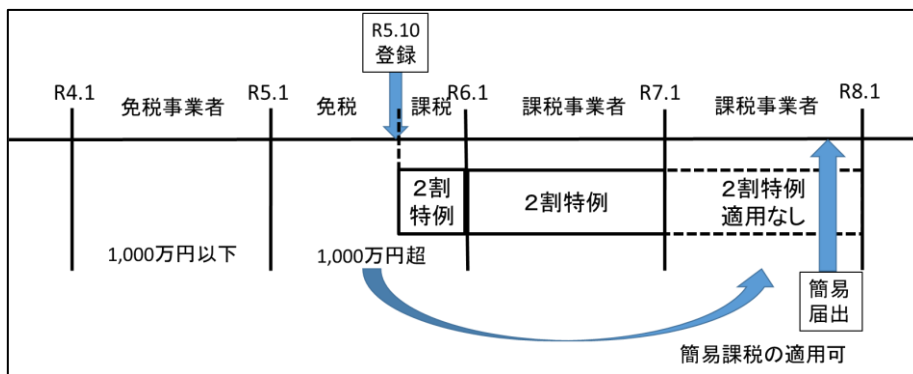 R5.10
登録
R4.1
免税事業者
R5.1
免税
課税
R6.1
課税事業者
R7.1
課税事業者
R8.1
２割
特例
２割特例
２割特例
適用なし
1,000万円以下
1,000万円超
簡易
届出
簡易課税の適用可